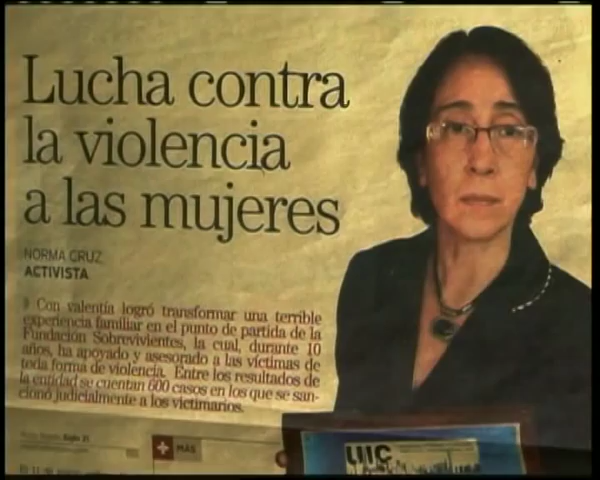 Lucha contra
la violencia
a las mujeres
NORMA CRUZ
ACTIVISTA
Con valentía logró transformar una terrible
experiencia familiar en el punto de partida de la
Fundación Sobrevivientes, la cual, durante 10
años, ha apoyado y asesorado a las víctimas de
toda forma de violencia. Entre los resultados de
la entidad se cuentan 600 casos en los que se san-
cionó judicialmente a los victimarios.
Siglo 21
MÁS